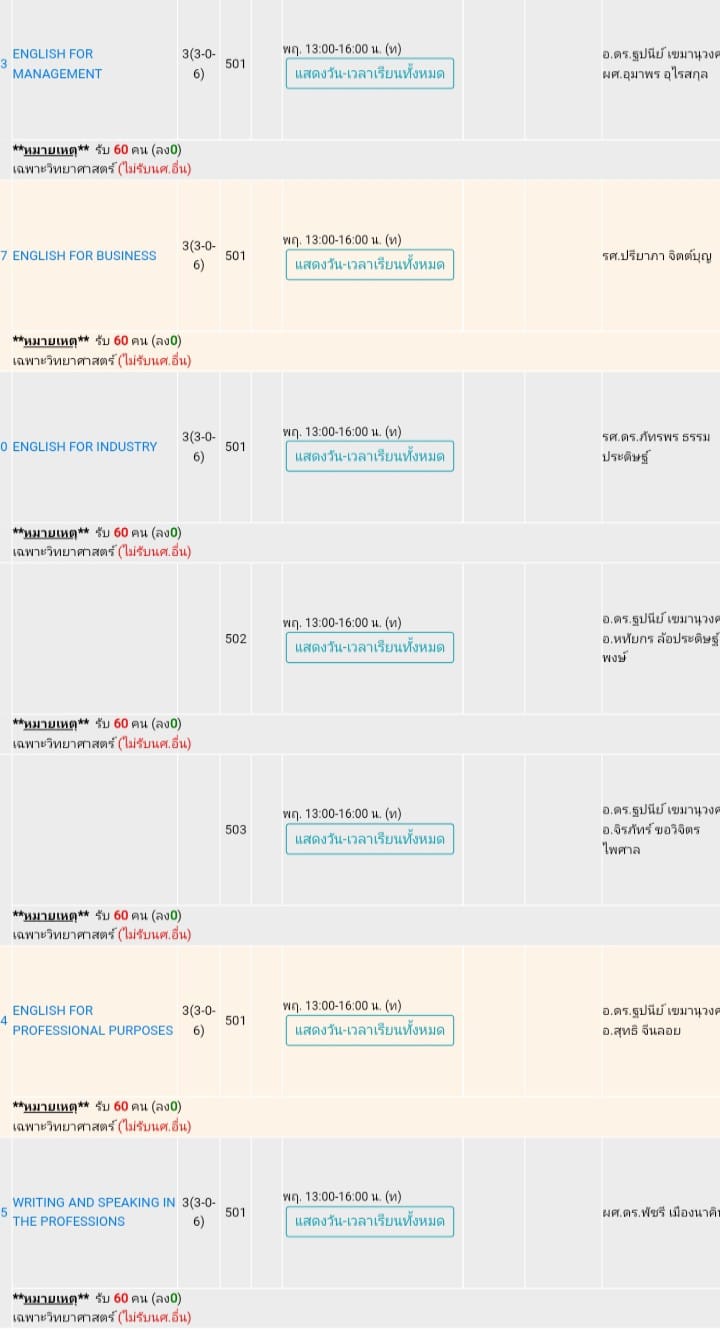 ENGLISH FOR 3(3-0- พฤ. 13:00-16:00 น. (ท) อ.ดร.ฐปนีย์ เขมานุวงศ
3 MANAGEMENT 6) 501 แสดงวัน-เวลาเรียนทั้งหมด ผศ.อุมาพร อุไรสกุล
**หมายเหตุ** รับ 60 คน (ลง0)
เฉพาะวิทยาศาสตร์ (ไม่รับนศ.อื่น)
3(3-0- พฤ. 13:00-16:00 น. (ท)
7 ENGLISH FOR BUSINESS 6) 501 แสดงวัน-เวลาเรียนทั้งหมด รศ.ปรียาภา จิตต์บุญ
**หมายเหตุ** รับ 60 คน (ลง0)
เฉพาะวิทยาศาสตร์ (ไม่รับนศ.อื่น)
3(3-0- พฤ. 13:00-16:00 น. (ท) รศ.ดร.ภัทรพร ธรรม
0 ENGLISH FOR INDUSTRY 6) 501 แสดงวัน-เวลาเรียนทั้งหมด ประดิษฐ์
**หมายเหตุ** รับ 60 คน (ลง0)
เฉพาะวิทยาศาสตร์ (ไม่รับนศ.อื่น)
พฤ. 13:00-16:00 น. (ท) อ.ดร.ฐปนีย์ เขมานุวงศ
502 แสดงวัน-เวลาเรียนทั้งหมด อ.หทัยกร ล้อประดิษฐ์
พงษ์
**หมายเหตุ** รับ 60 คน (ลง0)
เฉพาะวิทยาศาสตร์ (ไม่รับนศ.อื่น)
พฤ. 13:00-16:00 น. (ท) อ.ดร.ฐปนีย์ เขมานุวงศ
503 แสดงวัน-เวลาเรียนทั้งหมด อ.จิรภัทร์ ขอวิจิตร
ไพศาล
**หมายเหตุ** รับ 60 คน (ลง0)
เฉพาะวิทยาศาสตร์ (ไม่รับนศ.อื่น)
ENGLISH FOR 3(3-0- พฤ. 13:00-16:00 น. (ท) อ.ดร.ฐปนีย์ เขมานุวงศ
4 PROFESSIONAL PURPOSES 6) 501 แสดงวัน-เวลาเรียนทั้งหมด อ.สุทธิ จีนลอย
**หมายเหตุ** รับ 60 คน (ลง0)
เฉพาะวิทยาศาสตร์ (ไม่รับนศ.อื่น)
WRITING AND SPEAKING IN 3(3-0- พฤ. 13:00-16:00 น. (ท)
5 THE PROFESSIONS 6) 501 แสดงวัน-เวลาเรียนทั้งหมด ผศ.ดร.พัชรี เมืองนาคิน
**หมายเหตุ** รับ 60 คน (ลง0)
เฉพาะวิทยาศาสตร์ (ไม่รับนศ.อื่น)